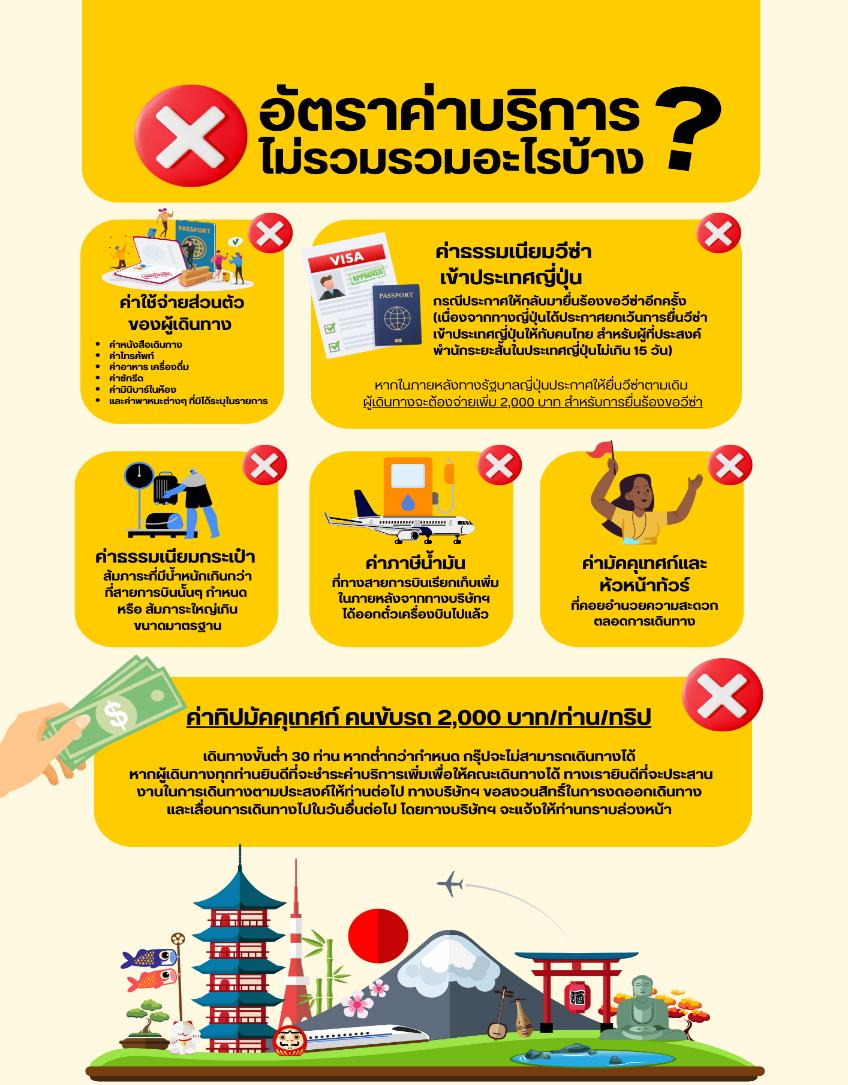 อัตราค่าบริการ
ไม่รวมรวมอะไรบ้าง ?
PASSPORT
ค่าใช้จ่ายส่วนตัว
ของผู้เดินทาง
• ค่าหนังสือเดินทาง
• ค่าโทรศัพท์
• ค่าอาหาร เครื่องดื่ม
• ค่าซักรีด
• ค่ามินิบาร์ในห้อง
• และค่าพาหนะต่างๆ ที่มิได้ระบุในรายการ
VISA
APPROVED
PASSPORT
ค่าธรรมเนียมวีซ่า
เข้าประเทศญี่ปุ่น
กรณีประกาศให้กลับมายื่นร้องขอวีซ่าอีกครั้ง
(เนื่องจากทางญี่ปุ่นได้ประกาศยกเว้นการยื่นวีซ่า
เข้าประเทศญี่ปุ่นให้กับคนไทย สำหรับผู้ที่ประสงค์
พำนักระยะสั้นในประเทศญี่ปุ่นไม่เกิน 15 วัน)
หากในภายหลังทางรัฐบาลญี่ปุ่นประกาศให้ยื่นวีซ่าตามเดิม
ผู้เดินทางจะต้องจ่ายเพิ่ม 2,000 บาท สำหรับการยื่นร้องขอวีซ่า
ค่าธรรมเนียมกระเป๋า
สัมภาระที่มีน้ำหนักเกินกว่า
ที่สายการบินนั้นๆ กำหนด
หรือ สัมภาระใหญ่เกิน
ขนาดมาตรฐาน
ค่าภาษีน้ำมัน
ที่ทางสายการบินเรียกเก็บเพิ่ม
ในภายหลังจากทางบริษัทฯ
ได้ออกตั๋วเครื่องบินไปแล้ว
ค่ามัคคุเทศก์และ
หัวหน้าทัวร์
ที่คอยอำนวยความสะดวก
ตลอดการเดินทาง
$
ค่าทิปมัคคุเทศก์ คนขับรถ 2,000 บาท/ท่าน/ทริป
เดินทางขั้นต่ำ 30 ท่าน หากต่ำกว่ากำหนด กรุ๊ปจะไม่สามารถเดินทางได้
หากผู้เดินทางทุกท่านยินดีที่จะชำระค่าบริการเพิ่มเพื่อให้คณะเดินทางได้ ทางเรายินดีที่จะประสาน
งานในการเดินทางตามประสงค์ให้ท่านต่อไป ทางบริษัทฯ ขอสงวนสิทธิ์ในการงดออกเดินทาง
และเลื่อนการเดินทางไปในวันอื่นต่อไป โดยทางบริษัทฯ จะแจ้งให้ท่านทราบล่วงหน้า
酒